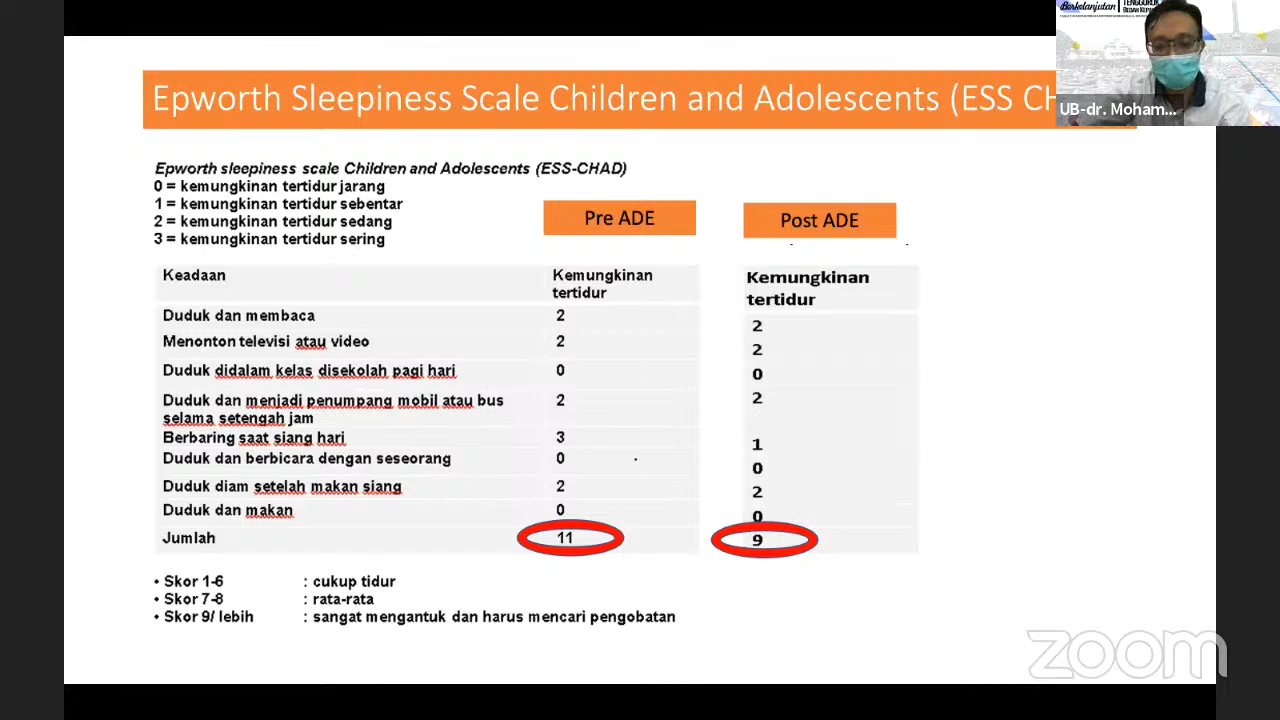 Berkelanjutan
TENGGOROK
Epworth Sleepiness Scale Children and Adolescents (ESS CH
UB-dr. Moham...
Epworth sleepiness scale Children and Adolescents (ESS-CHAD)
0 = kemungkinan tertidur jarang
1 = kemungkinan tertidur sebentar
2 = kemungkinan tertidur sedang
3 = kemungkinan tertidur sering
Pre ADE
Post ADE
Keadaan Kemungkinan tertidur
Kemungkinan tertidur
Duduk dan membaca 2 2
Menonton televisi atau video 2 2
Duduk didalam kelas disekolah pagi hari 0 0
Duduk dan menjadi penumpang mobil atau bus 2 2
selama setengah jam
Berbaring saat siang hari 3 1
Duduk dan berbicara dengan seseorang 0 0
Duduk diam setelah makan siang 2 2
Duduk dan makan 0 0
Jumlah 11 9
• Skor 1-6 : cukup tidur
• Skor 7-8 : rata-rata
• Skor 9/ lebih : sangat mengantuk dan harus mencari pengobatan
zoom